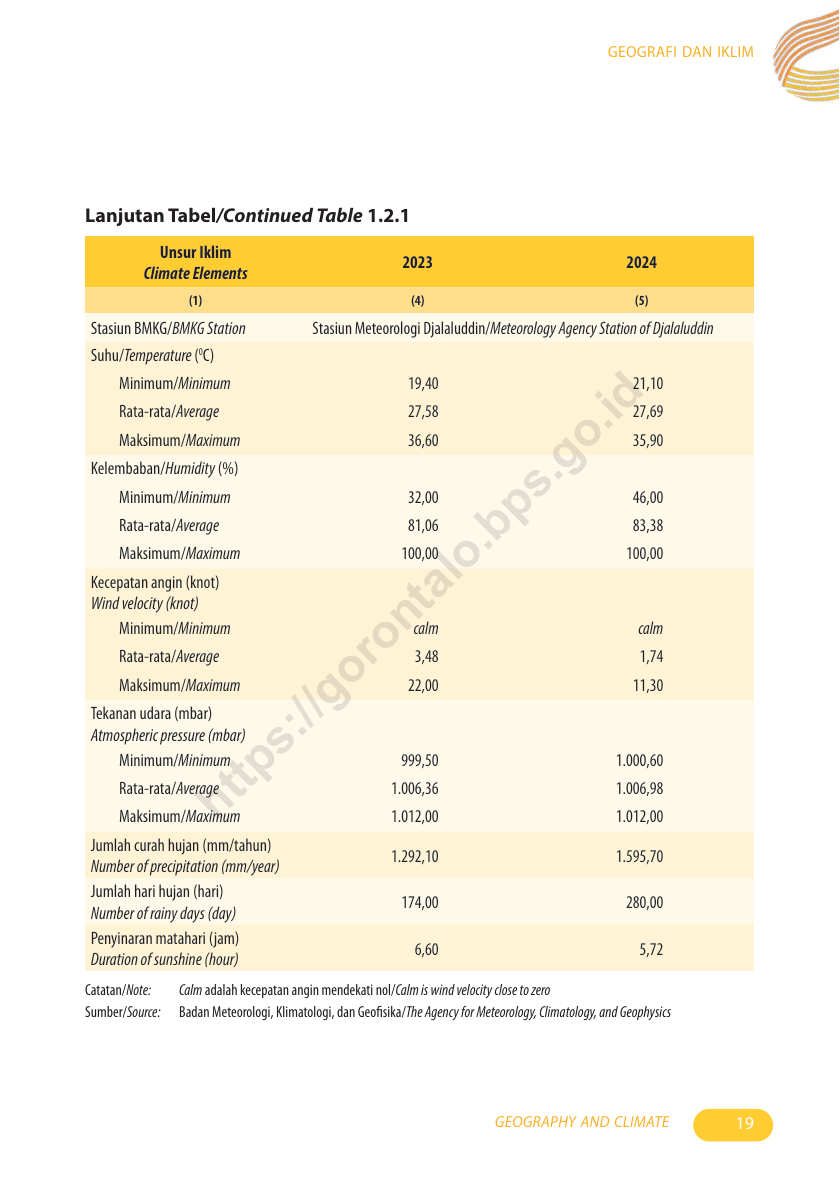 GEOGRAFI DAN IKLIM
Lanjutan Tabel/Continued Table 1.2.1
Unsur Iklim
Climate Elements
2023
2024
(1)
(4)
(5)
Stasiun BMKG/BMKG Station
Stasiun Meteorologi Djalaluddin/Meteorology Agency Station of Djalaluddin
Suhu/Temperature (⁰C)
Minimum/Minimum 19,40 21,10
Rata-rata/Average 27,58 27,69
Maksimum/Maximum 36,60 35,90
Kelembaban/Humidity (%)
Minimum/Minimum 32,00 46,00
Rata-rata/Average 81,06 83,38
Maksimum/Maximum 100,00 100,00
Kecepatan angin (knot)
Wind velocity (knot)
Minimum/Minimum calm calm
Rata-rata/Average 3,48 1,74
Maksimum/Maximum 22,00 11,30
Tekanan udara (mbar)
Atmospheric pressure (mbar)
Minimum/Minimum 999,50 1.000,60
Rata-rata/Average 1.006,36 1.006,98
Maksimum/Maximum 1.012,00 1.012,00
Jumlah curah hujan (mm/tahun)
Number of precipitation (mm/year)
1.292,10 1.595,70
Jumlah hari hujan (hari)
Number of rainy days (day)
174,00 280,00
Penyinaran matahari (jam)
Duration of sunshine (hour)
6,60 5,72
Catatan/Note: Calm adalah kecepatan angin mendekati nol/Calm is wind velocity close to zero
Sumber/Source: Badan Meteorologi, Klimatologi, dan Geofisika/The Agency for Meteorology, Climatology, and Geophysics
https://gorontalo.bps.go.id
GEOGRAPHY AND CLIMATE 19